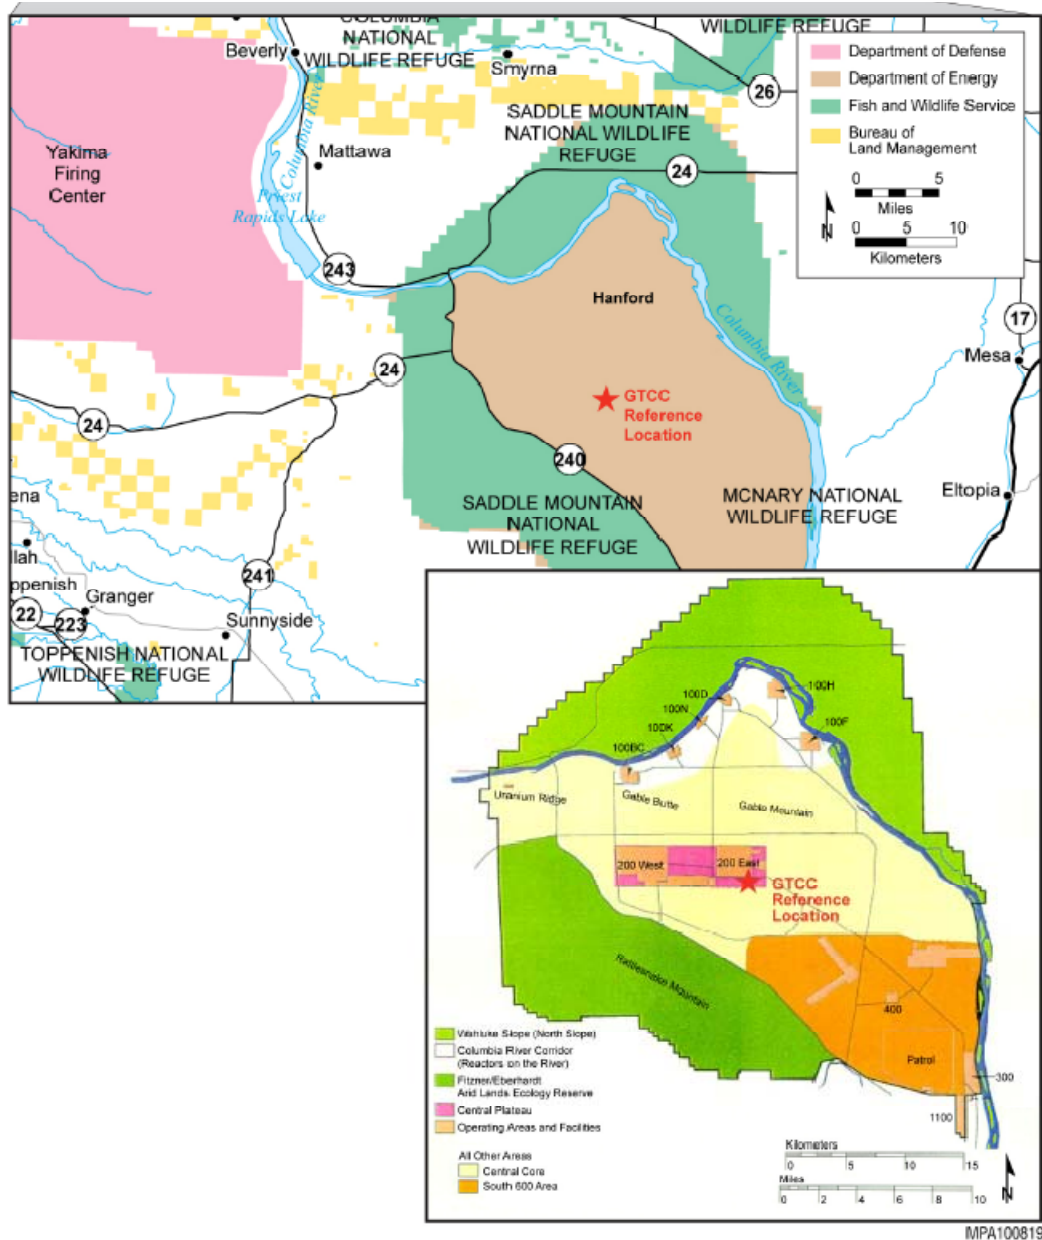 COLUMBIA
NATIONAL
WILDLIFE REFUGE
WILDLIFE REFUGE
Beverly
Smyrna
26
Department of Defense
Department of Energy
Fish and Wildlife Service
Bureau of
Land Management
0 5
Miles
0 5 10
Kilometers
N
SADDLE MOUNTAIN
NATIONAL WILDLIFE
REFUGE
Yakima
Firing
Center
Columbia River
Mattawa
Priest
Rapids Lake
24
243
Hanford
Columbia River
17
Mesa
24
GTCC
Reference
Location
24
240
SADDLE MOUNTAIN
NATIONAL
WILDLIFE REFUGE
MCNARY NATIONAL
WILDLIFE REFUGE
Eltopia
ena
llah
ppenish
241
Granger
22
223
Sunnyside
TOPPENISH NATIONAL
WILDLIFE REFUGE
100H
100D
100N
100F
100K
100BC
Uranium Ridge
Gable Butte
Gable Mountain
200 West
200 East
GTCC
Reference
Location
Rattlesnake Mountain
400
Patrol
300
1100
Wahluke Slope (North Slope)
Columbia River Corridor
(Reactors on the River)
Fitzner/Eberhardt
Arid Lands Ecology Reserve
Central Plateau
Operating Areas and Facilities
All Other Areas
Central Core
South 600 Area
Kilometers
0 5 10 15
Miles
0 2 4 6 8 10
N
IMPA100819